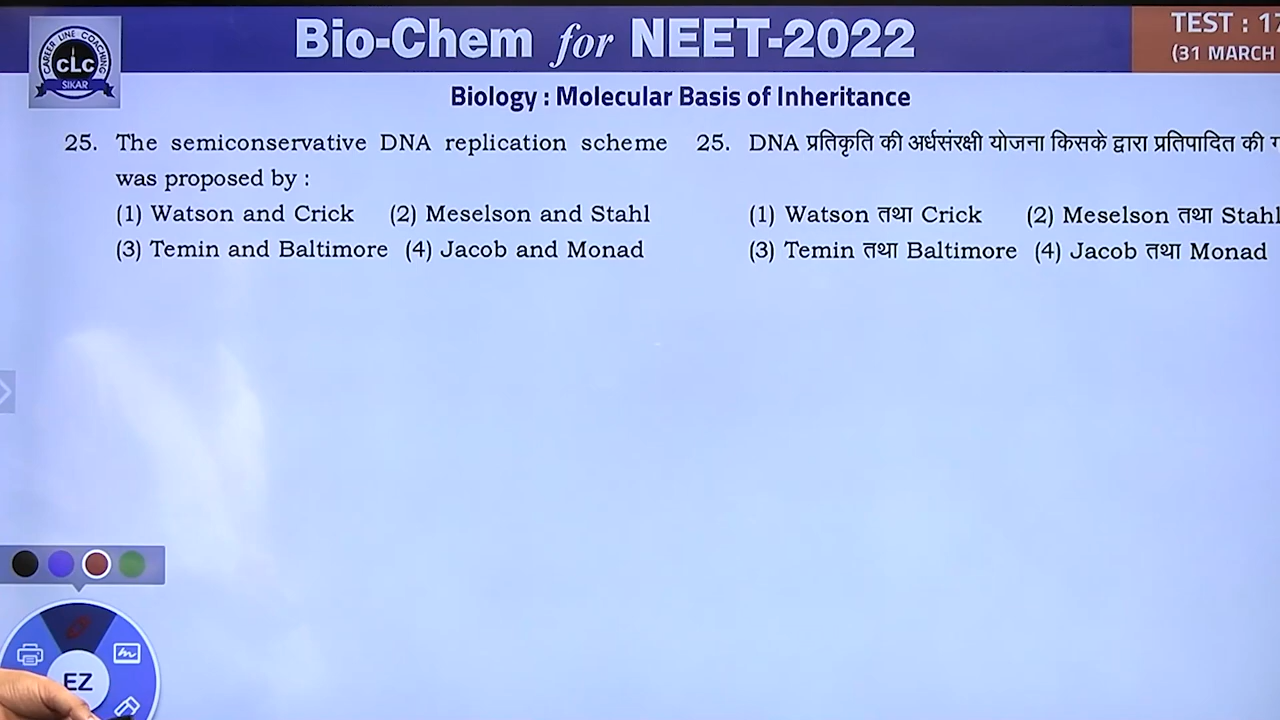 Bio-Chem for NEET-2022
TEST : 17
(31 MARCH
CAREER LINE COACHING
CLC
SIKAR
Biology : Molecular Basis of Inheritance
25. The semiconservative DNA replication scheme
was proposed by :
(1) Watson and Crick (2) Meselson and Stahl
(3) Temin and Baltimore (4) Jacob and Monad
25. DNA प्रतिकृति की अर्धसंरक्षी योजना किसके द्वारा प्रतिपादित की
(1) Watson तथा Crick (2) Meselson तथा Stahl
(3) Temin तथा Baltimore (4) Jacob तथा Monad
EZ